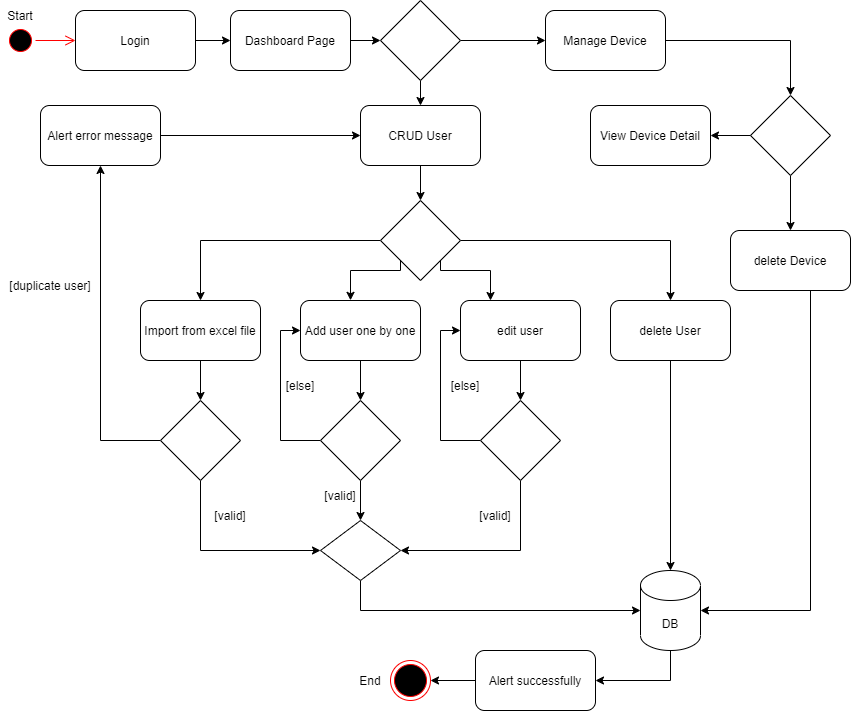 Start
Login
Dashboard Page
Manage Device
Alert error message
CRUD User
View Device Detail
delete Device
[duplicate user]
Import from excel file
Add user one by one
edit user
delete User
[else]
[else]
[valid]
[valid]
[valid]
DB
End
Alert successfully